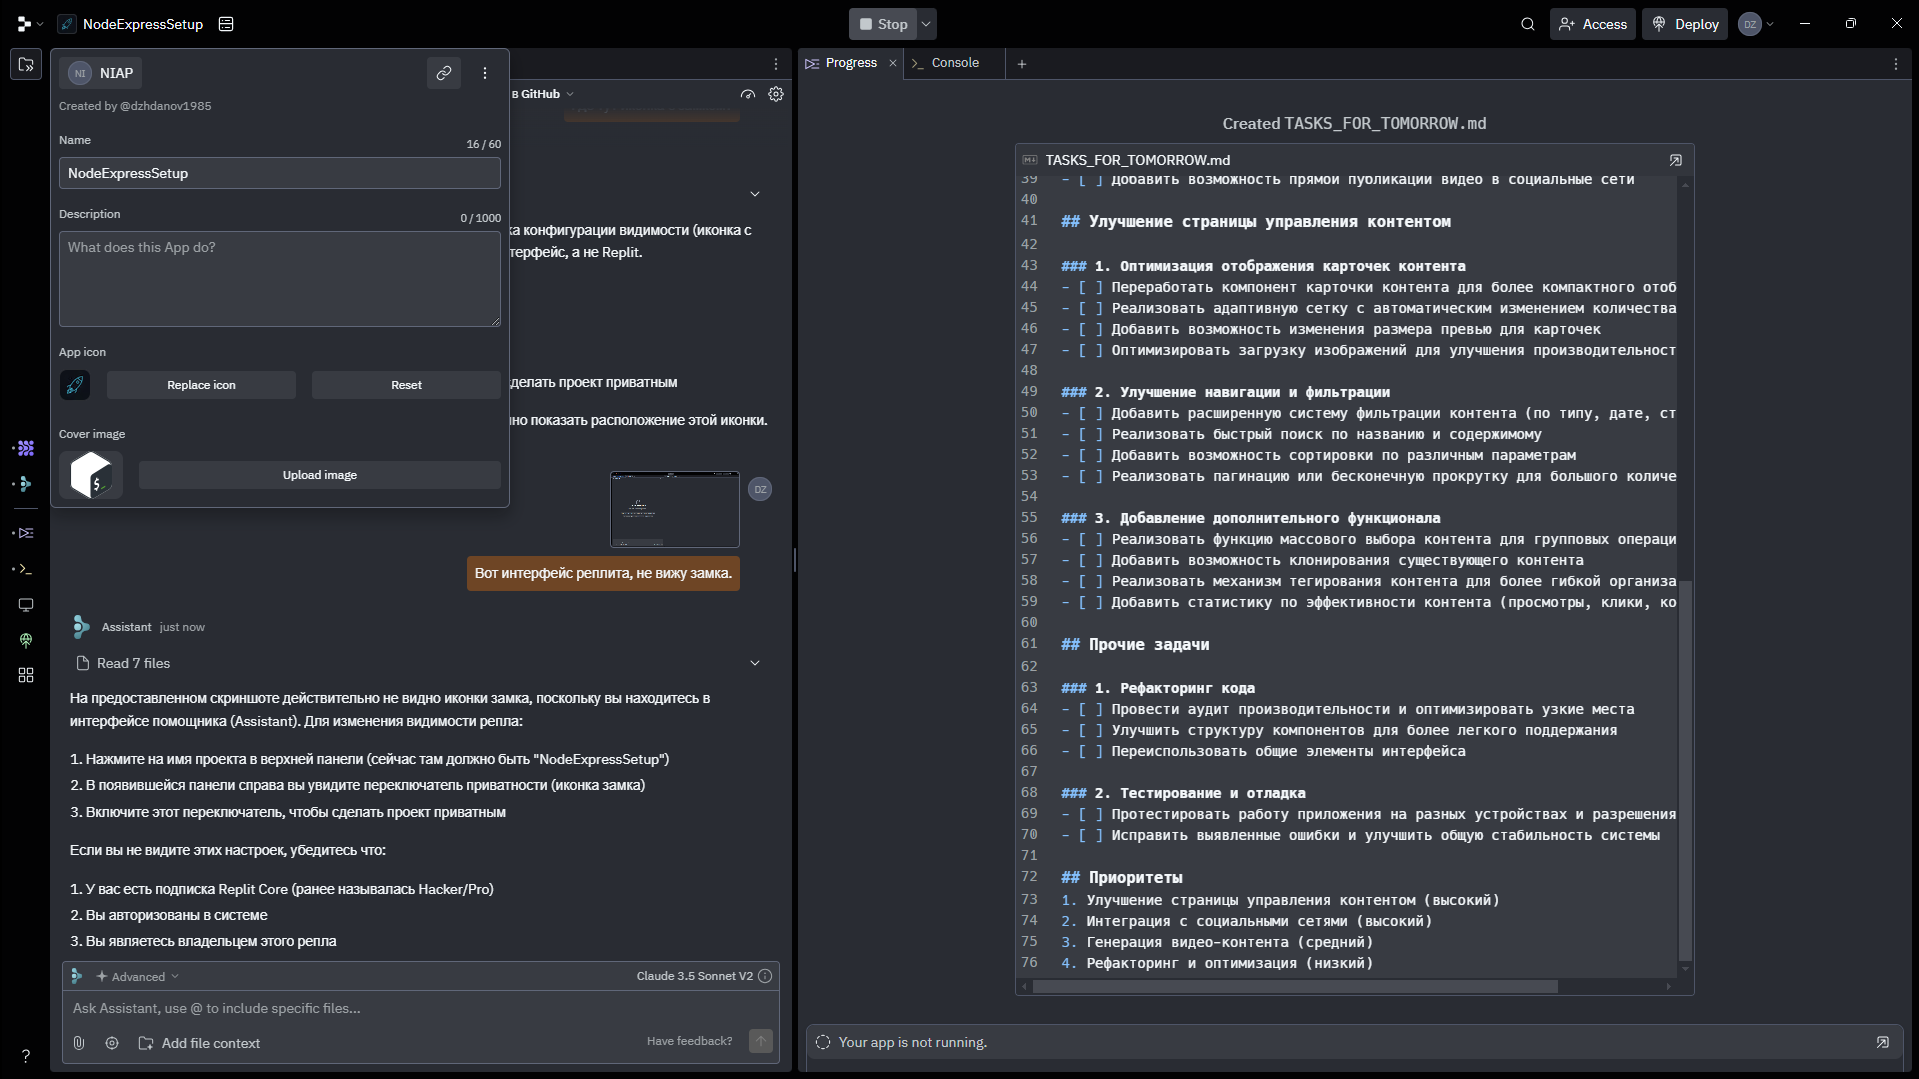 NodeExpressSetup
Stop
Access
Deploy
DZ
NI
NIAP
Created by @dzhdanov1985
Name
16 / 60
NodeExpressSetup
Description
0 / 1000
What does this App do?
App icon
Replace icon
Reset
Cover image
$_
Upload image
в GitHub
ка конфигурации видимости (иконка с
терфейс, а не Replit.
делать проект приватным
но показать расположение этой иконки.
DZ
Вот интерфейс реплита, не вижу замка.
Assistant just now
Read 7 files
На предоставленном скриншоте действительно не видно иконки замка, поскольку вы находитесь в
интерфейсе помощника (Assistant). Для изменения видимости репла:
1. Нажмите на имя проекта в верхней панели (сейчас там должно быть "NodeExpressSetup")
2. В появившейся панели справа вы увидите переключатель приватности (иконка замка)
3. Включите этот переключатель, чтобы сделать проект приватным
Если вы не видите этих настроек, убедитесь что:
1. У вас есть подписка Replit Core (ранее называлась Hacker/Pro)
2. Вы авторизованы в системе
3. Вы являетесь владельцем этого репла
Advanced
Claude 3.5 Sonnet V2
Ask Assistant, use @ to include specific files...
Add file context
Have feedback?
?
Progress
Console
Created TASKS_FOR_TOMORROW.md
TASKS_FOR_TOMORROW.md
39 - [ ] Добавить возможность прямой публикации видео в социальные сети
40
41 ## Улучшение страницы управления контентом
42
43 ### 1. Оптимизация отображения карточек контента
44 - [ ] Переработать компонент карточки контента для более компактного отоб
45 - [ ] Реализовать адаптивную сетку с автоматическим изменением количества
46 - [ ] Добавить возможность изменения размера превью для карточек
47 - [ ] Оптимизировать загрузку изображений для улучшения производительност
48
49 ### 2. Улучшение навигации и фильтрации
50 - [ ] Добавить расширенную систему фильтрации контента (по типу, дате, ст
51 - [ ] Реализовать быстрый поиск по названию и содержимому
52 - [ ] Добавить возможность сортировки по различным параметрам
53 - [ ] Реализовать пагинацию или бесконечную прокрутку для большого количе
54
55 ### 3. Добавление дополнительного функционала
56 - [ ] Реализовать функцию массового выбора контента для групповых операци
57 - [ ] Добавить возможность клонирования существующего контента
58 - [ ] Реализовать механизм тегирования контента для более гибкой организа
59 - [ ] Добавить статистику по эффективности контента (просмотры, клики, ко
60
61 ## Прочие задачи
62
63 ### 1. Рефакторинг кода
64 - [ ] Провести аудит производительности и оптимизировать узкие места
65 - [ ] Улучшить структуру компонентов для более легкого поддержания
66 - [ ] Переиспользовать общие элементы интерфейса
67
68 ### 2. Тестирование и отладка
69 - [ ] Протестировать работу приложения на разных устройствах и разрешения
70 - [ ] Исправить выявленные ошибки и улучшить общую стабильность системы
71
72 ## Приоритеты
73 1. Улучшение страницы управления контентом (высокий)
74 2. Интеграция с социальными сетями (высокий)
75 3. Генерация видео-контента (средний)
76 4. Рефакторинг и оптимизация (низкий)
Your app is not running.